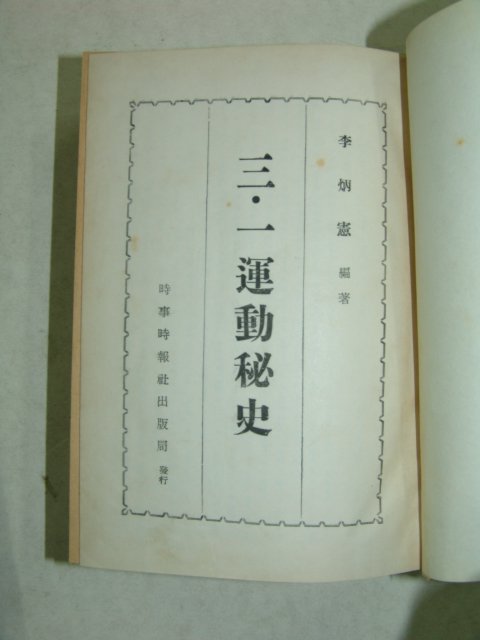 李炳憲 編著
三·一運動秘史
時事時報社出版局 發行